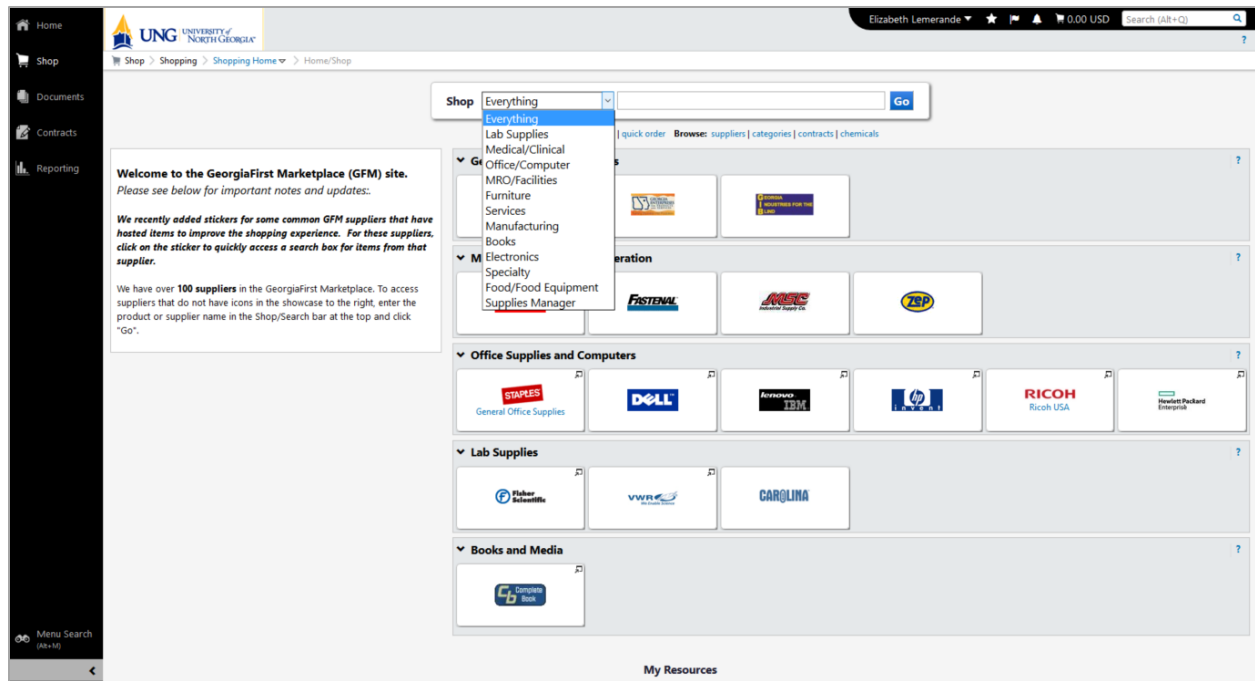 Home
Shop
Documents
Contracts
Reporting
Menu Search
(Alt+M)
UNG UNIVERSITY of
NORTH GEORGIA
Elizabeth Lemerande
0.00 USD
Search (Alt+Q)
?
Shop > Shopping > Shopping Home > Home/Shop
Shop Everything Go
Everything
Lab Supplies
Medical/Clinical
Office/Computer
MRO/Facilities
Furniture
Services
Manufacturing
Books
Electronics
Specialty
Food/Food Equipment
Supplies Manager
| quick order Browse: suppliers | categories | contracts | chemicals
Welcome to the GeorgiaFirst Marketplace (GFM) site.
Please see below for important notes and updates:.
We recently added stickers for some common GFM suppliers that have
hosted items to improve the shopping experience. For these suppliers,
click on the sticker to quickly access a search box for items from that
supplier.
We have over 100 suppliers in the GeorgiaFirst Marketplace. To access
suppliers that do not have icons in the showcase to the right, enter the
product or supplier name in the Shop/Search bar at the top and click
"Go".
?
GEORGIA
INDUSTRIES FOR THE
BLIND
?
FASTENAL
MSC
Industrial Supply Co.
ZEP
Office Supplies and Computers ?
STAPLES
General Office Supplies
DELL
lenovo
IBM
hp
invent
RICOH
Ricoh USA
Hewlett Packard
Enterprise
Lab Supplies ?
Fisher
Scientific
VWR
CAROLINA
Books and Media ?
Cb Complete
Book
My Resources